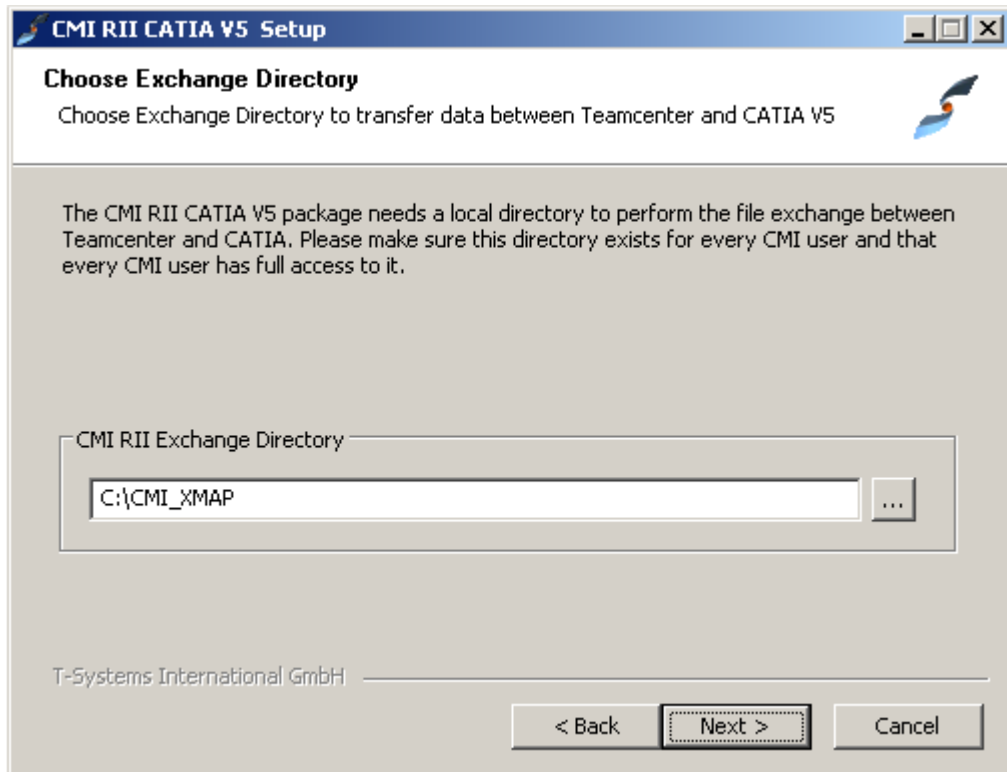 CMI RII CATIA V5 Setup
Choose Exchange Directory
Choose Exchange Directory to transfer data between Teamcenter and CATIA V5
The CMI RII CATIA V5 package needs a local directory to perform the file exchange between
Teamcenter and CATIA. Please make sure this directory exists for every CMI user and that
every CMI user has full access to it.
CMI RII Exchange Directory
C:\CMI_XMAP
...
T-Systems International GmbH
< Back
Next >
Cancel